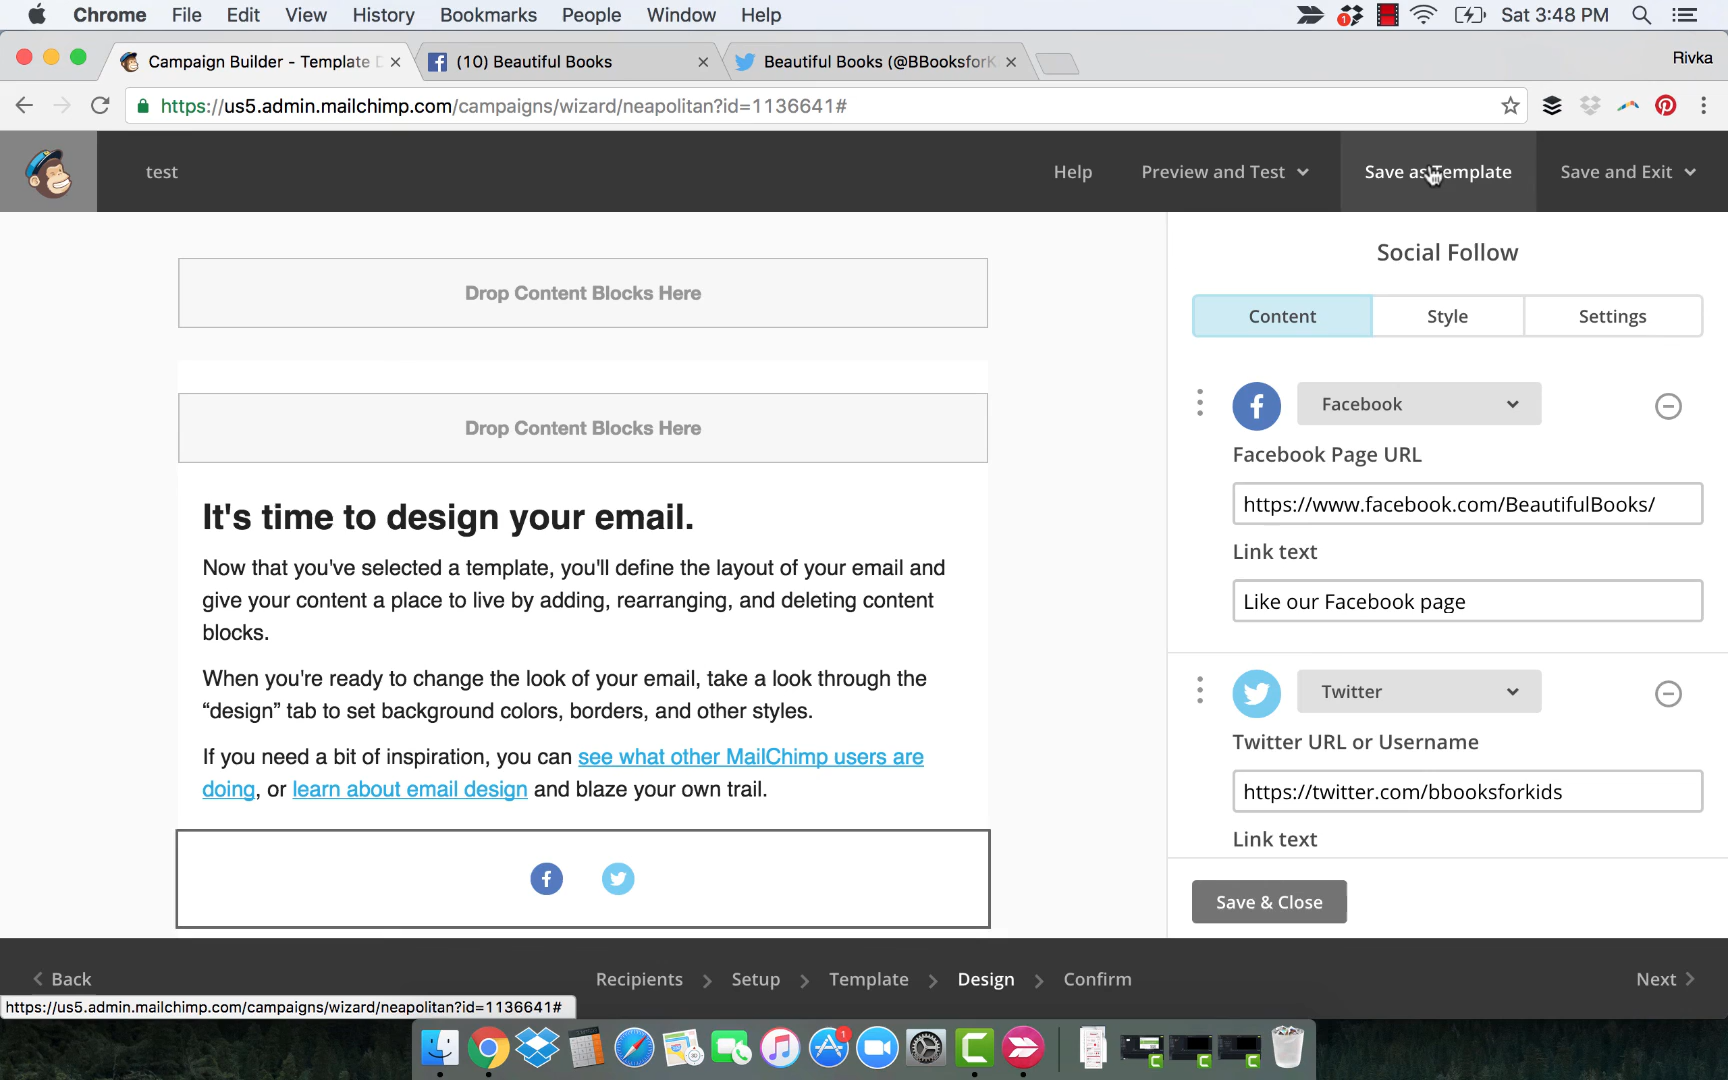 Chrome File Edit View History Bookmarks People Window Help 1 Sat 3:48 PM
Campaign Builder - Template (10) Beautiful Books Beautiful Books (@BBooksforK Rivka
https://us5.admin.mailchimp.com/campaigns/wizard/neapolitan?id=1136641#
test Help Preview and Test Save as Template Save and Exit
Drop Content Blocks Here
Drop Content Blocks Here
It's time to design your email.
Now that you've selected a template, you'll define the layout of your email and
give your content a place to live by adding, rearranging, and deleting content
blocks.
When you're ready to change the look of your email, take a look through the
“design” tab to set background colors, borders, and other styles.
If you need a bit of inspiration, you can see what other MailChimp users are
doing, or learn about email design and blaze your own trail.
Social Follow
Content Style Settings
Facebook
Facebook Page URL
https://www.facebook.com/BeautifulBooks/
Link text
Like our Facebook page
Twitter
Twitter URL or Username
https://twitter.com/bbooksforkids
Link text
Save & Close
Back Recipients Setup Template Design Confirm Next
https://us5.admin.mailchimp.com/campaigns/wizard/neapolitan?id=1136641#
1